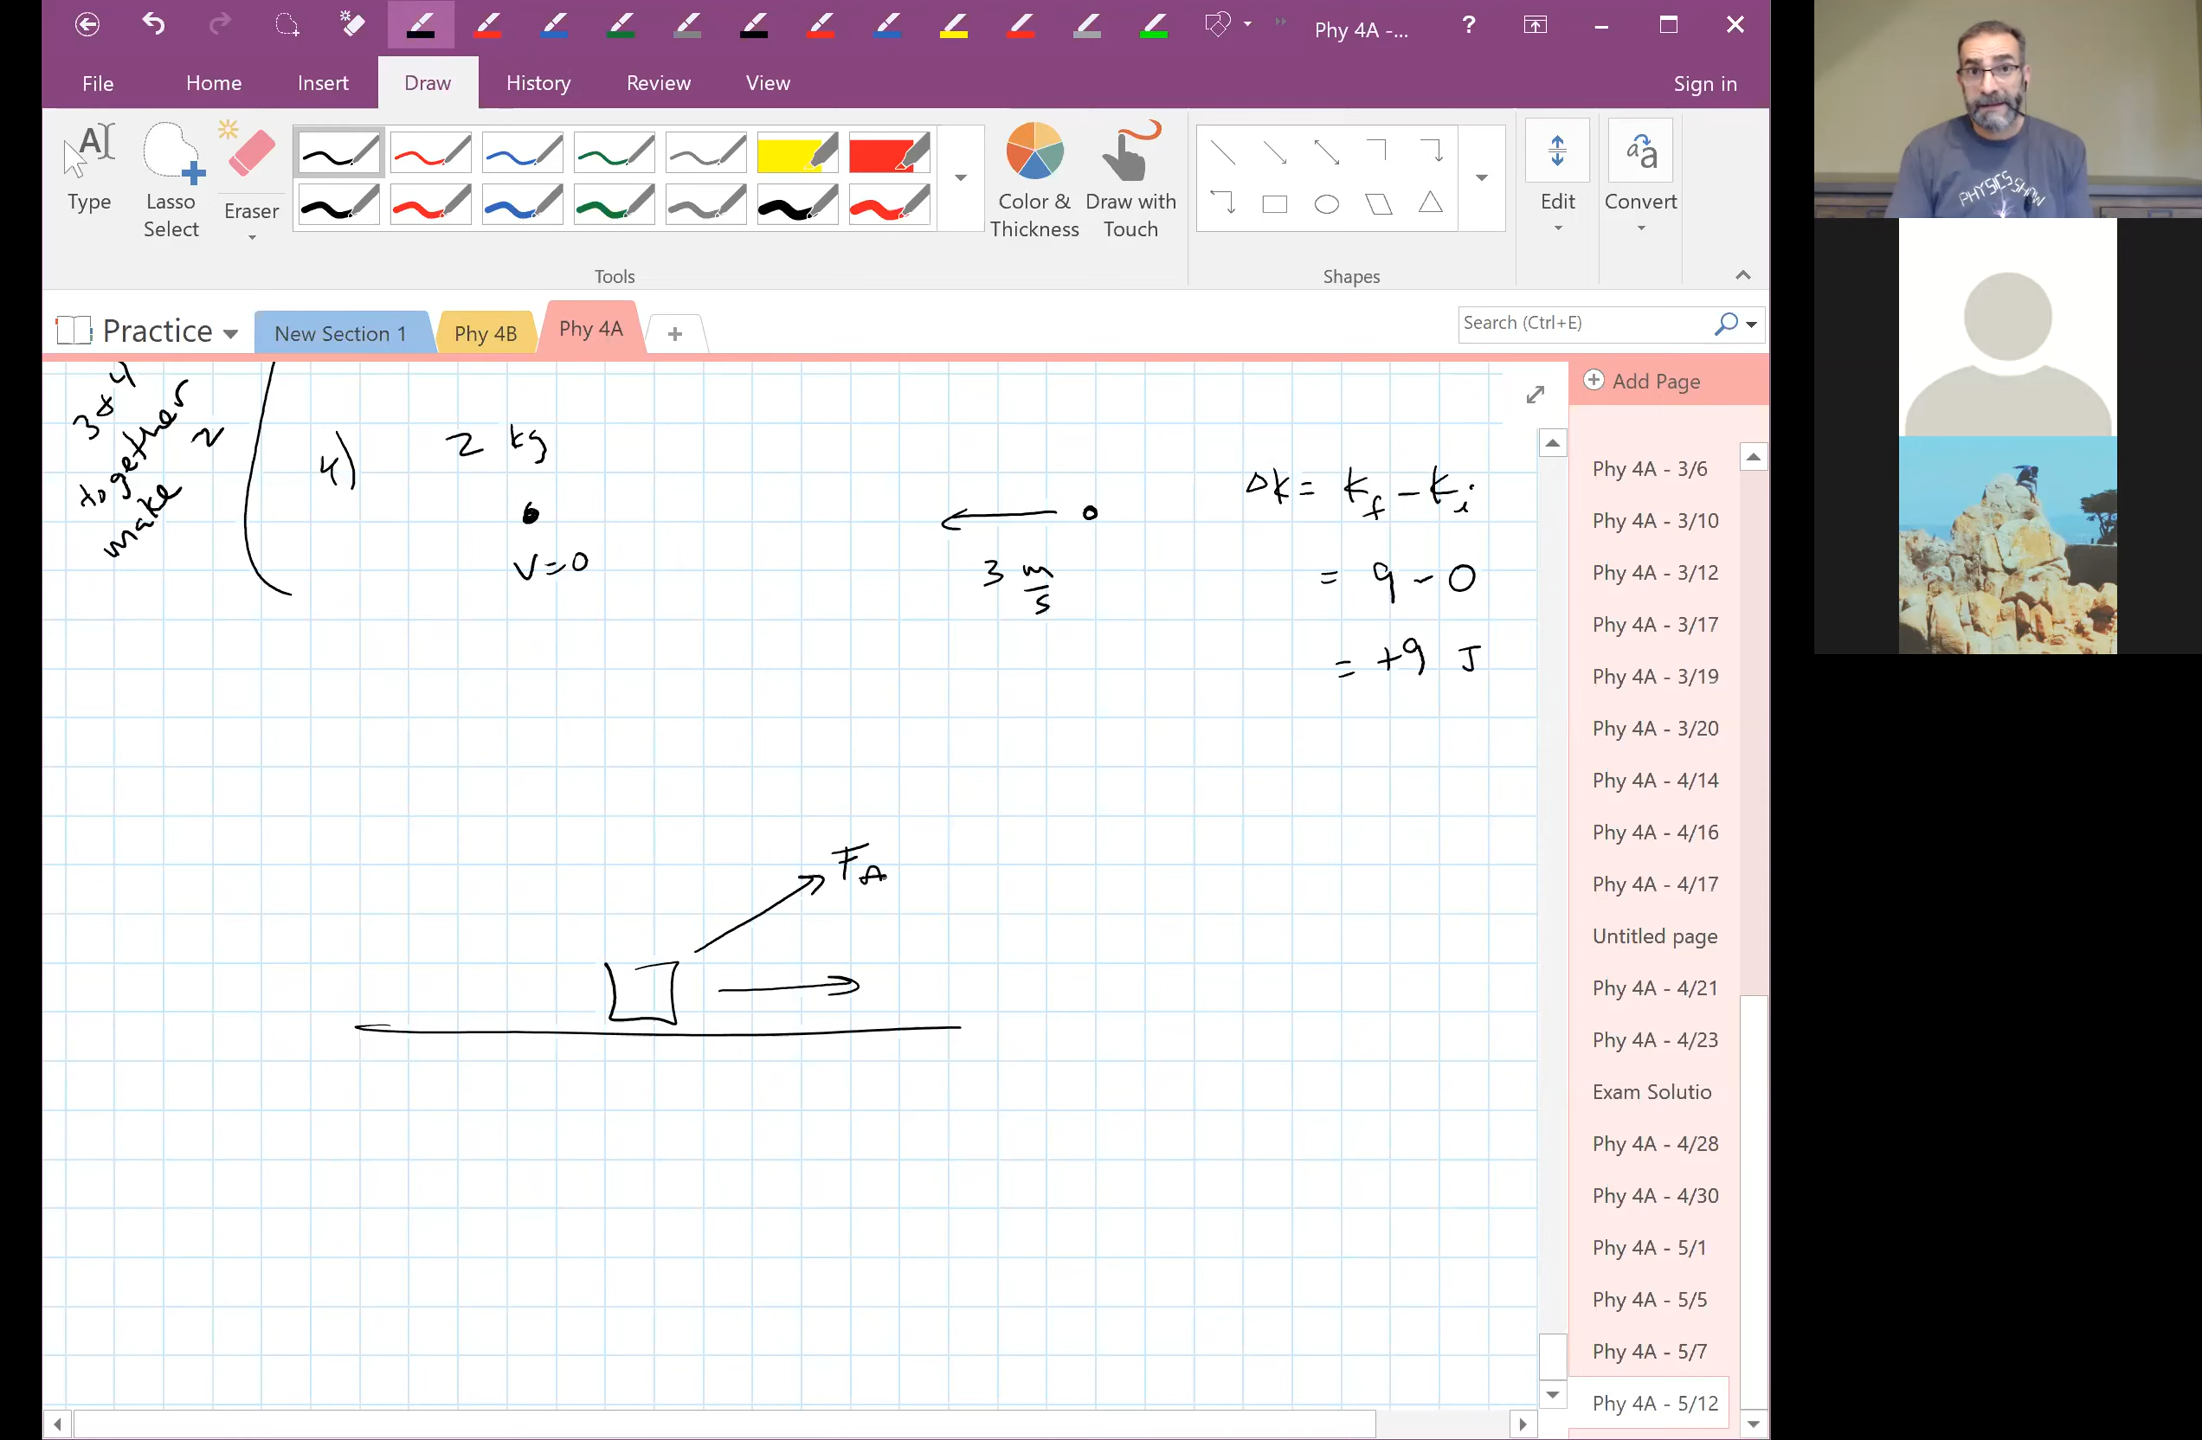 Phy 4A -...
?
File Home Insert Draw History Review View
Sign in
Type
Lasso Select
Eraser
Color & Thickness
Draw with Touch
Edit
Convert
Tools
Shapes
Practice
New Section 1
Phy 4B
Phy 4A
Search (Ctrl+E)
Add Page
Phy 4A - 3/6
Phy 4A - 3/10
Phy 4A - 3/12
Phy 4A - 3/17
Phy 4A - 3/19
Phy 4A - 3/20
Phy 4A - 4/14
Phy 4A - 4/16
Phy 4A - 4/17
Untitled page
Phy 4A - 4/21
Phy 4A - 4/23
Exam Solutio
Phy 4A - 4/28
Phy 4A - 4/30
Phy 4A - 5/1
Phy 4A - 5/5
Phy 4A - 5/7
Phy 4A - 5/12
3 & 4
together
make 2
4) 2 kg
v=0
3 m/s
ΔK = K_f - K_i
= 9 - 0
= +9 J
F_A
PHYSICS SHOW